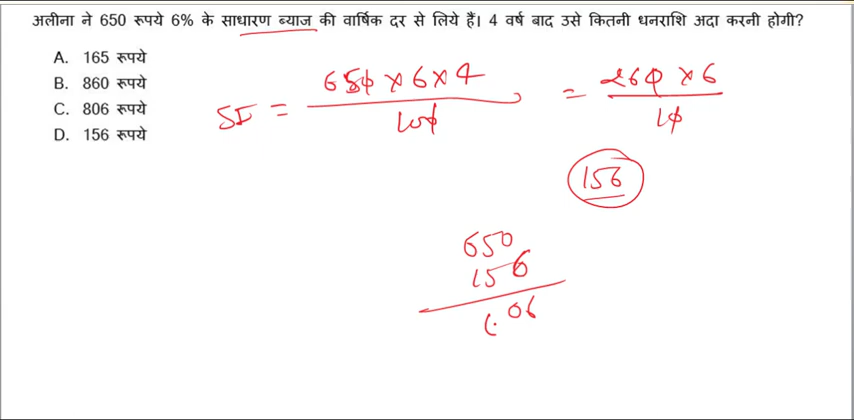 अलीना ने 650 रूपये 6% के साधारण ब्याज की वार्षिक दर से लिये हैं। 4 वर्ष बाद उसे कितनी धनराशि अदा करनी होगी?
A. 165 रूपये
B. 860 रूपये
C. 806 रूपये
D. 156 रूपये
SI = 650 × 6 × 4 / 100 = 260 × 6 / 10
156
650
156
06